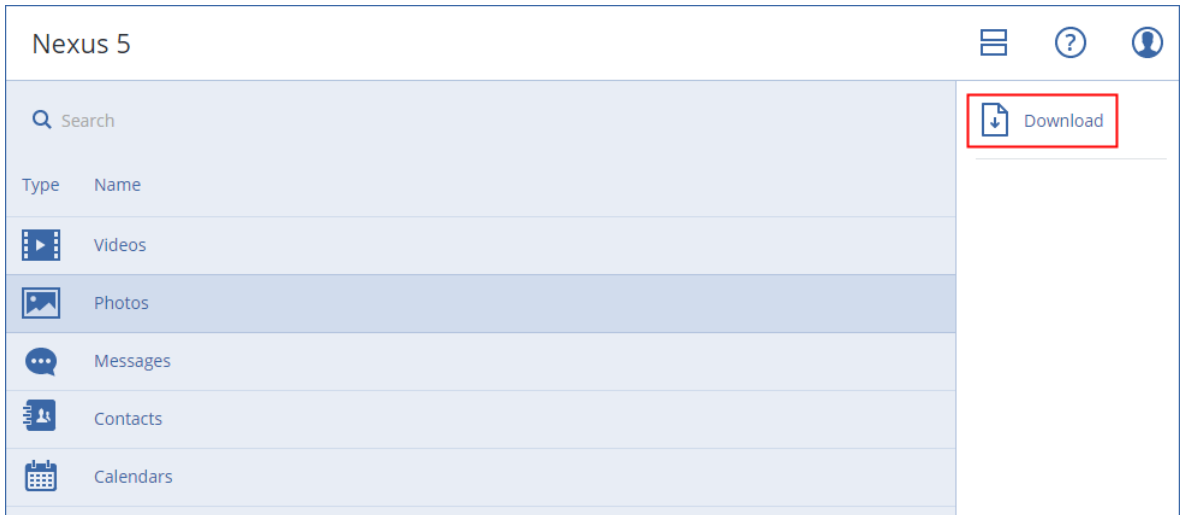 Nexus 5
?
Search
Download
Type Name
Videos
Photos
Messages
Contacts
Calendars